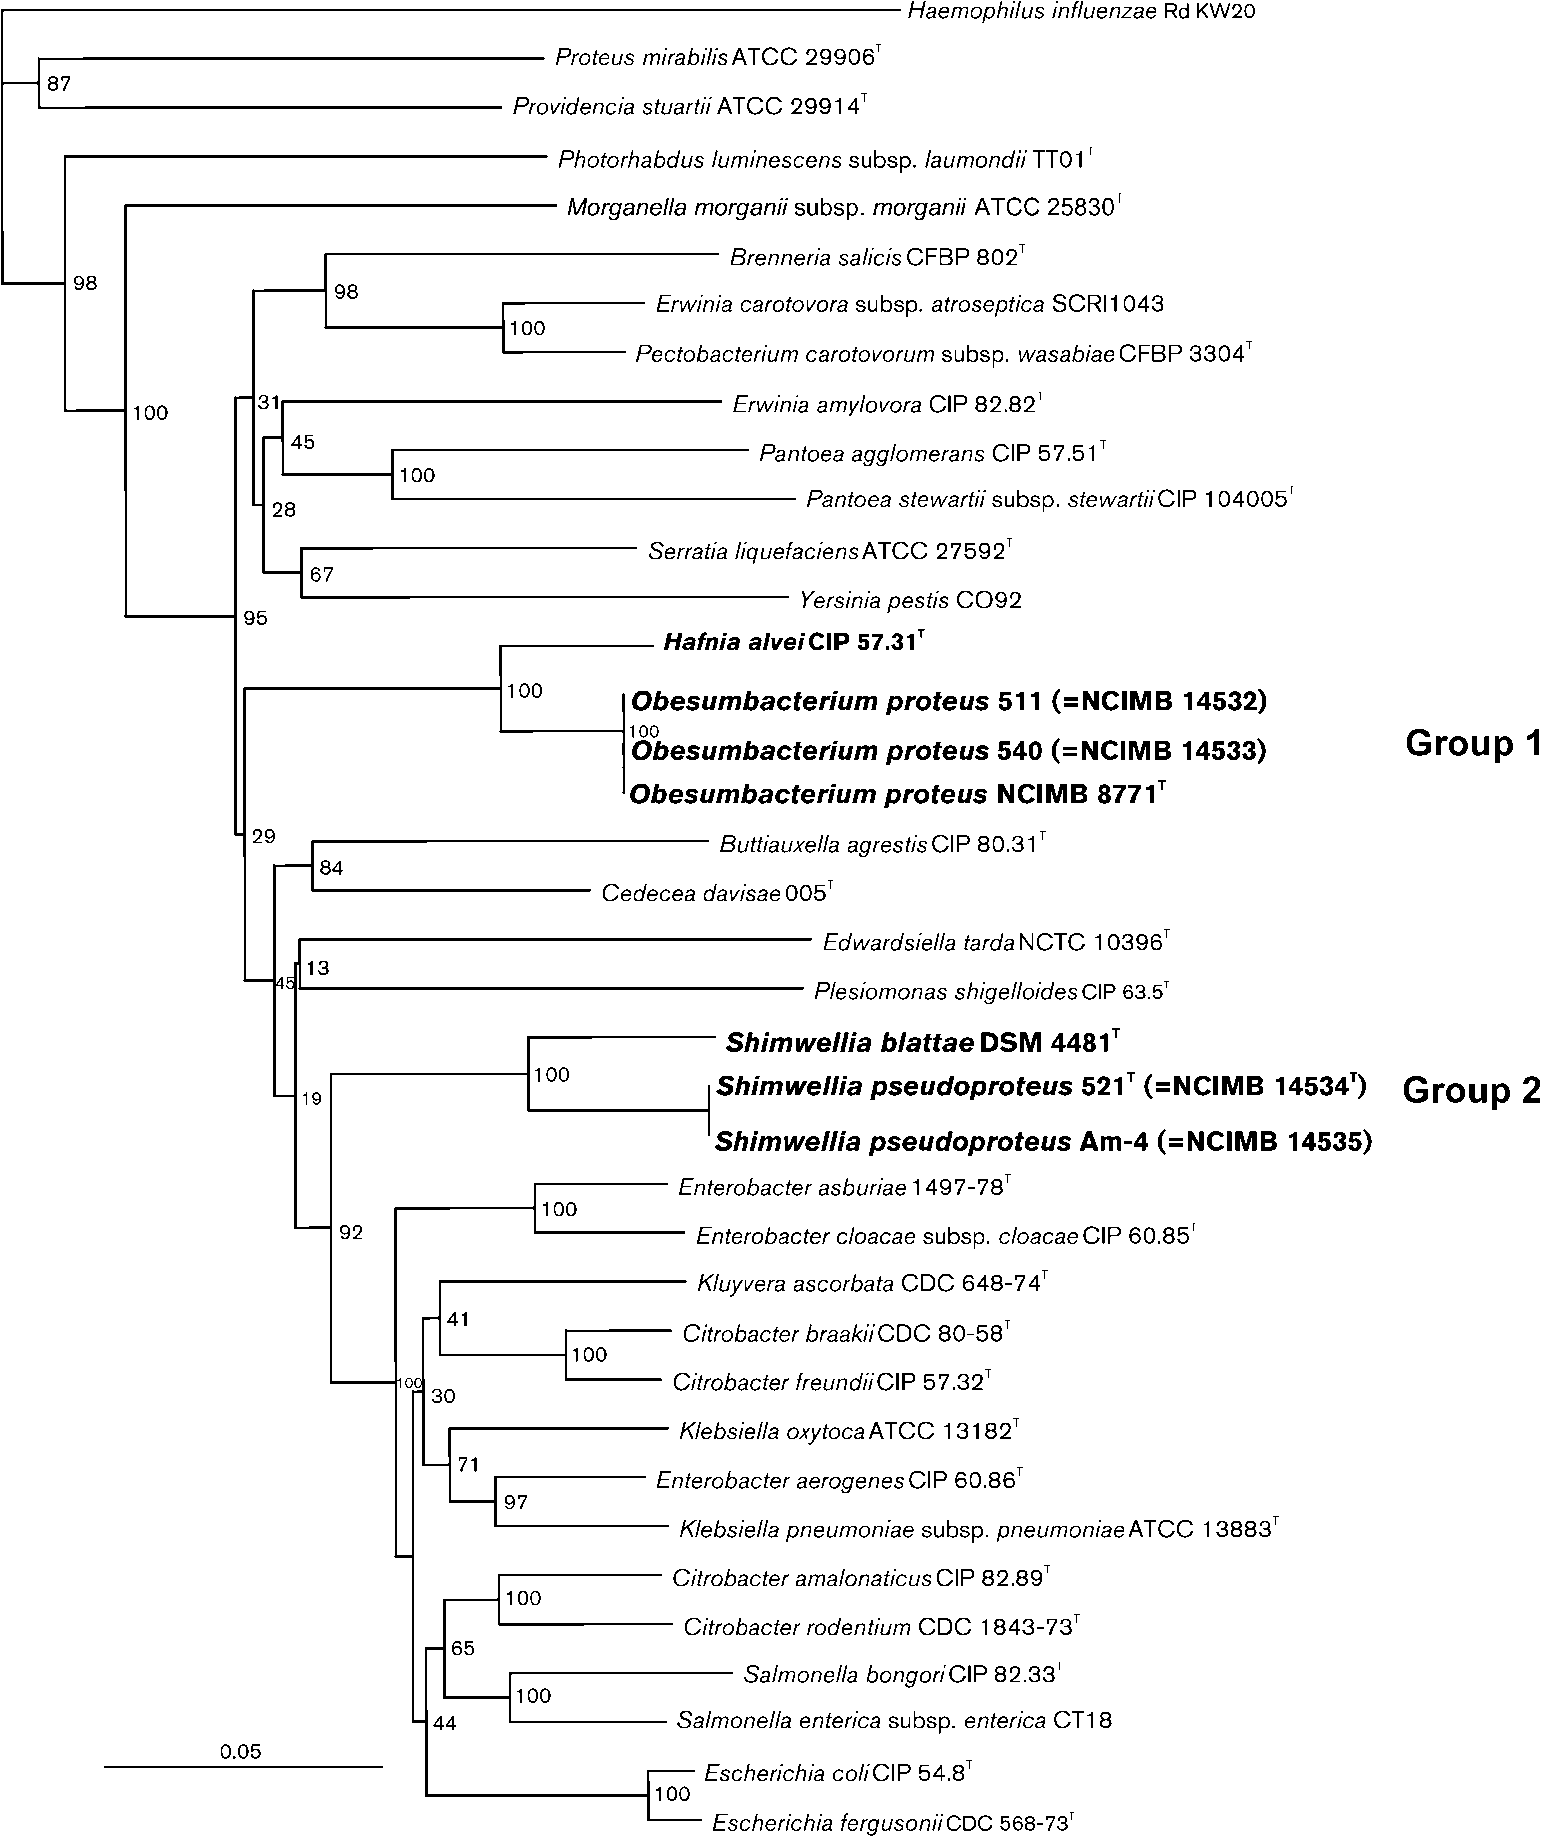 Haemophilus influenzae Rd KW20
Proteus mirabilis ATCC 29906T
87
Providencia stuartii ATCC 29914T
Photorhabdus luminescens subsp. laumondii TT01T
Morganella morganii subsp. morganii ATCC 25830T
Brenneria salicis CFBP 802T
98
98
Erwinia carotovora subsp. atroseptica SCRI1043
100
Pectobacterium carotovorum subsp. wasabiae CFBP 3304T
31
Erwinia amylovora CIP 82.82T
100
45
Pantoea agglomerans CIP 57.51T
100
Pantoea stewartii subsp. stewartii CIP 104005T
28
Serratia liquefaciens ATCC 27592T
67
Yersinia pestis CO92
95
Hafnia alvei CIP 57.31T
100
Obesumbacterium proteus 511 (=NCIMB 14532)
100
Group 1
Obesumbacterium proteus 540 (=NCIMB 14533)
Obesumbacterium proteus NCIMB 8771T
29
Buttiauxella agrestis CIP 80.31T
84
Cedecea davisae 005T
Edwardsiella tarda NCTC 10396T
13
45
Plesiomonas shigelloides CIP 63.5T
Shimwellia blattae DSM 4481T
100
Shimwellia pseudoproteus 521T (=NCIMB 14534T)
Group 2
19
Shimwellia pseudoproteus Am-4 (=NCIMB 14535)
Enterobacter asburiae 1497-78T
100
92
Enterobacter cloacae subsp. cloacae CIP 60.85T
Kluyvera ascorbata CDC 648-74T
41
Citrobacter braakii CDC 80-58T
100
Citrobacter freundii CIP 57.32T
100
30
Klebsiella oxytoca ATCC 13182T
71
Enterobacter aerogenes CIP 60.86T
97
Klebsiella pneumoniae subsp. pneumoniae ATCC 13883T
Citrobacter amalonaticus CIP 82.89T
100
Citrobacter rodentium CDC 1843-73T
65
Salmonella bongori CIP 82.33T
100
Salmonella enterica subsp. enterica CT18
44
0.05
Escherichia coli CIP 54.8T
100
Escherichia fergusonii CDC 568-73T